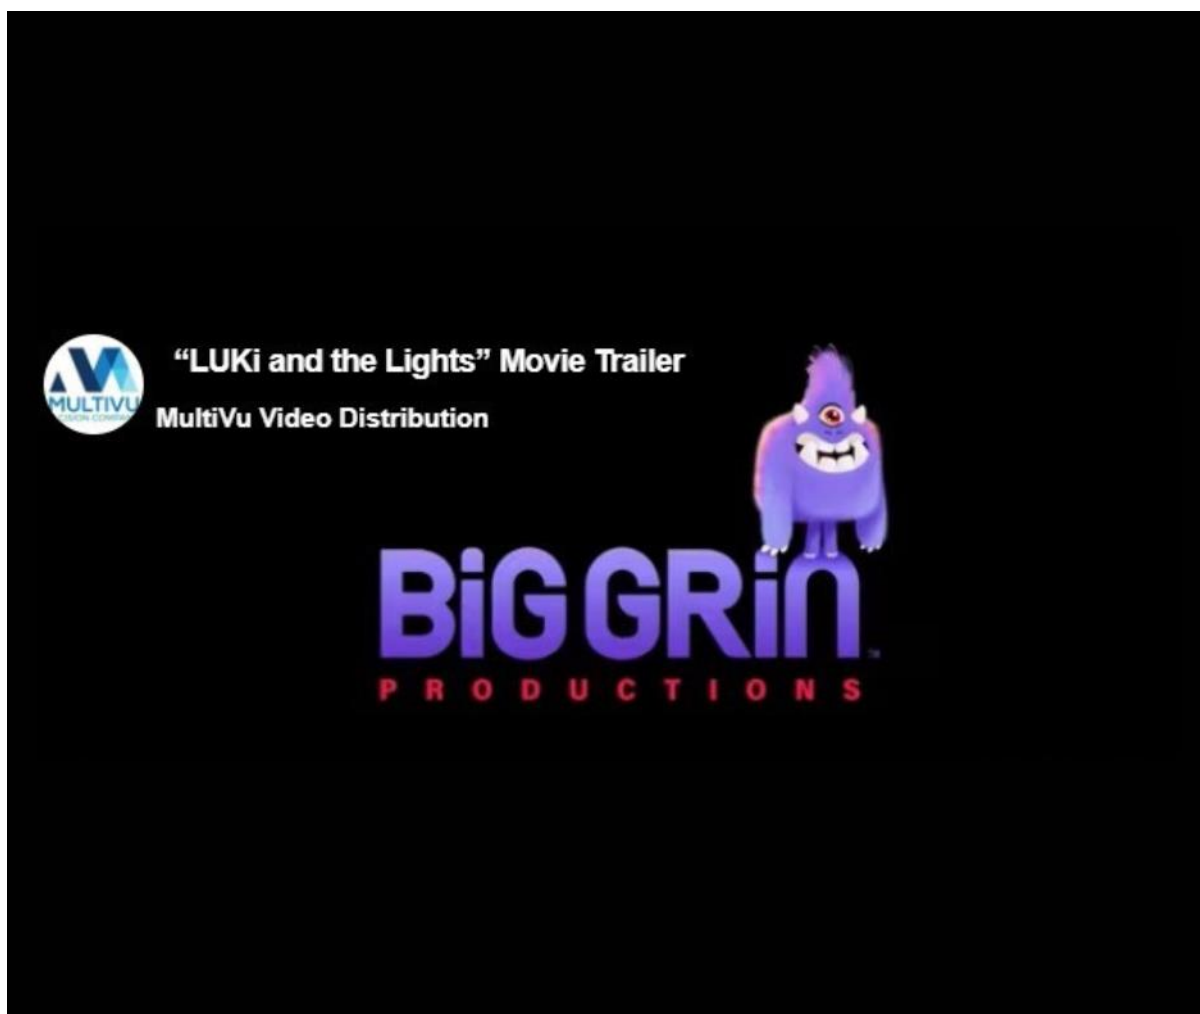 “LUKi and the Lights” Movie Trailer
MULTIVU
MultiVu Video Distribution
BiG GRin
PRODUCTIONS